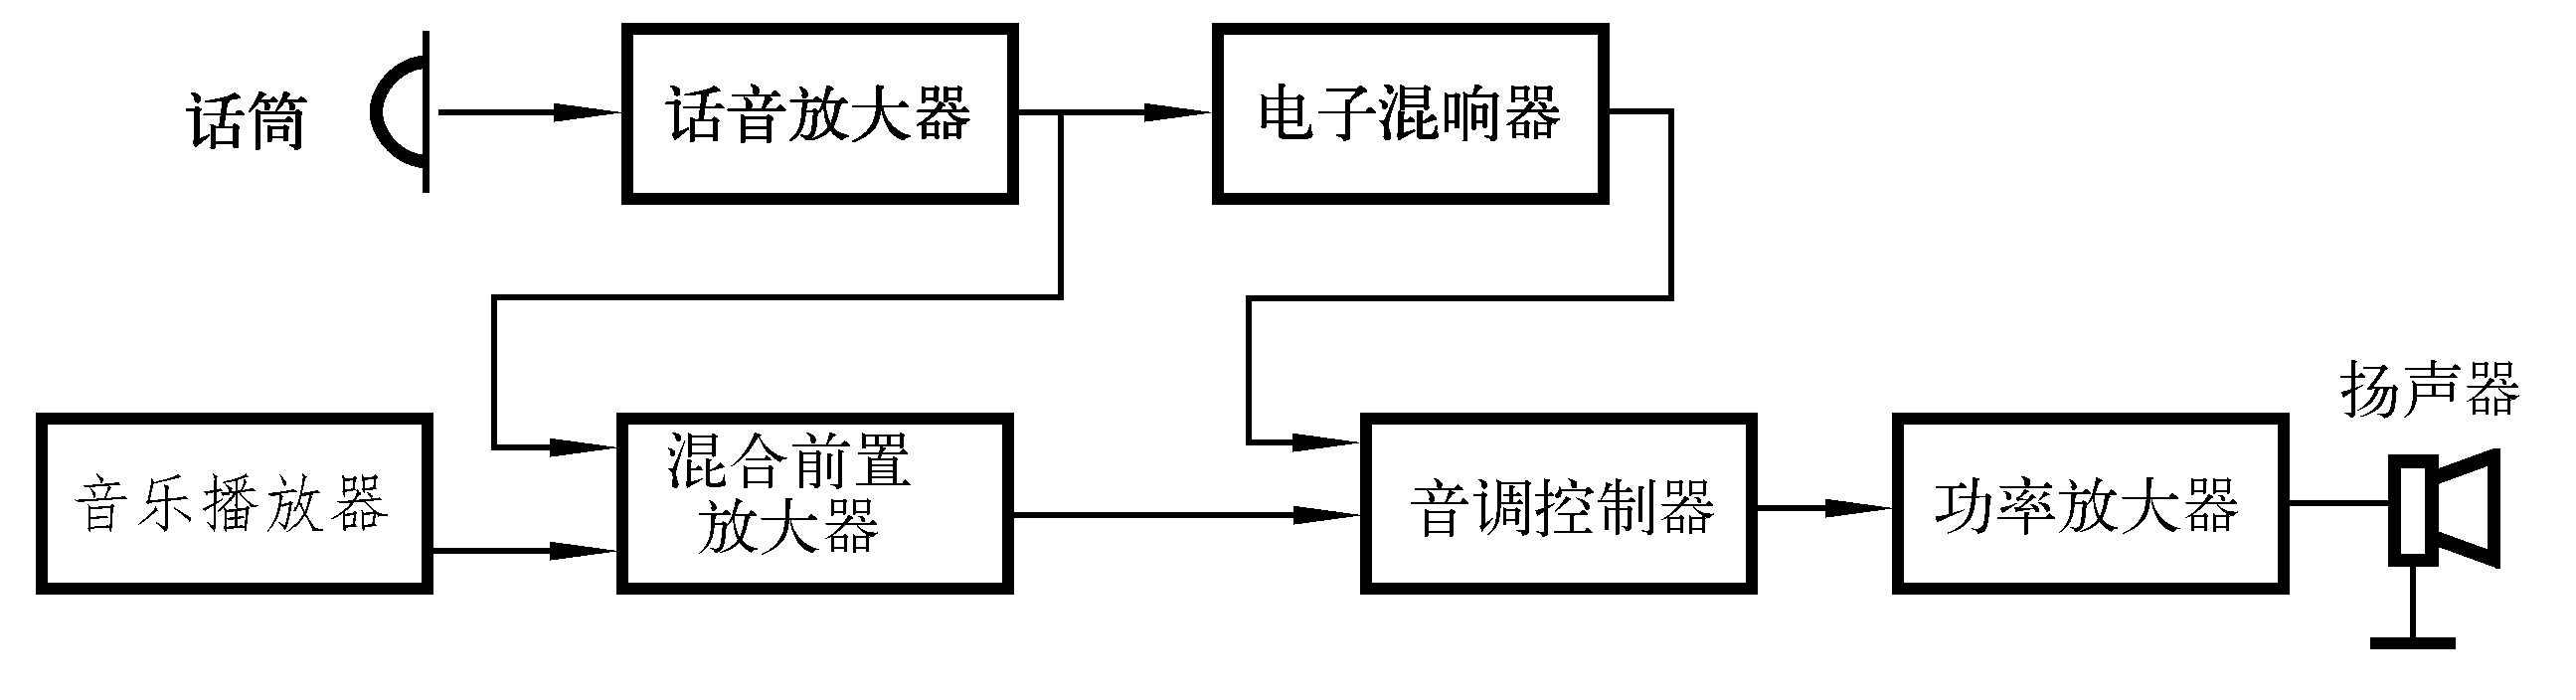 话筒
话音放大器
电子混响器
扬声器
音乐播放器
混合前置
放大器
音调控制器
功率放大器